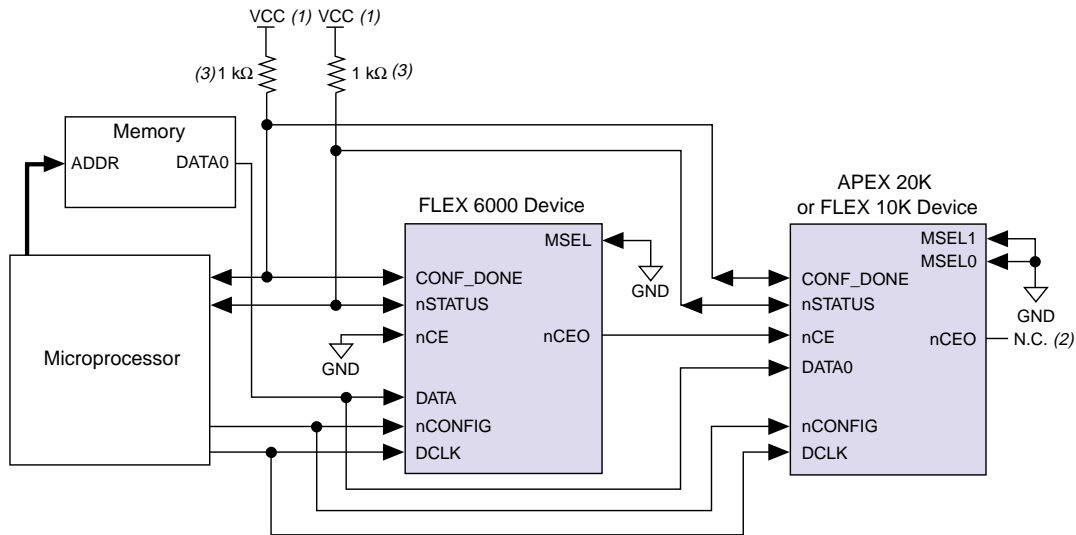 VCC (1) VCC (1)
(3) 1 kΩ 1 kΩ (3)
Memory
ADDR DATA0
Microprocessor
FLEX 6000 Device
MSEL
GND
CONF_DONE
nSTATUS
nCE
GND
nCEO
DATA
nCONFIG
DCLK
APEX 20K
or FLEX 10K Device
MSEL1
MSEL0
GND
CONF_DONE
nSTATUS
nCE
nCEO
N.C. (2)
DATA0
nCONFIG
DCLK